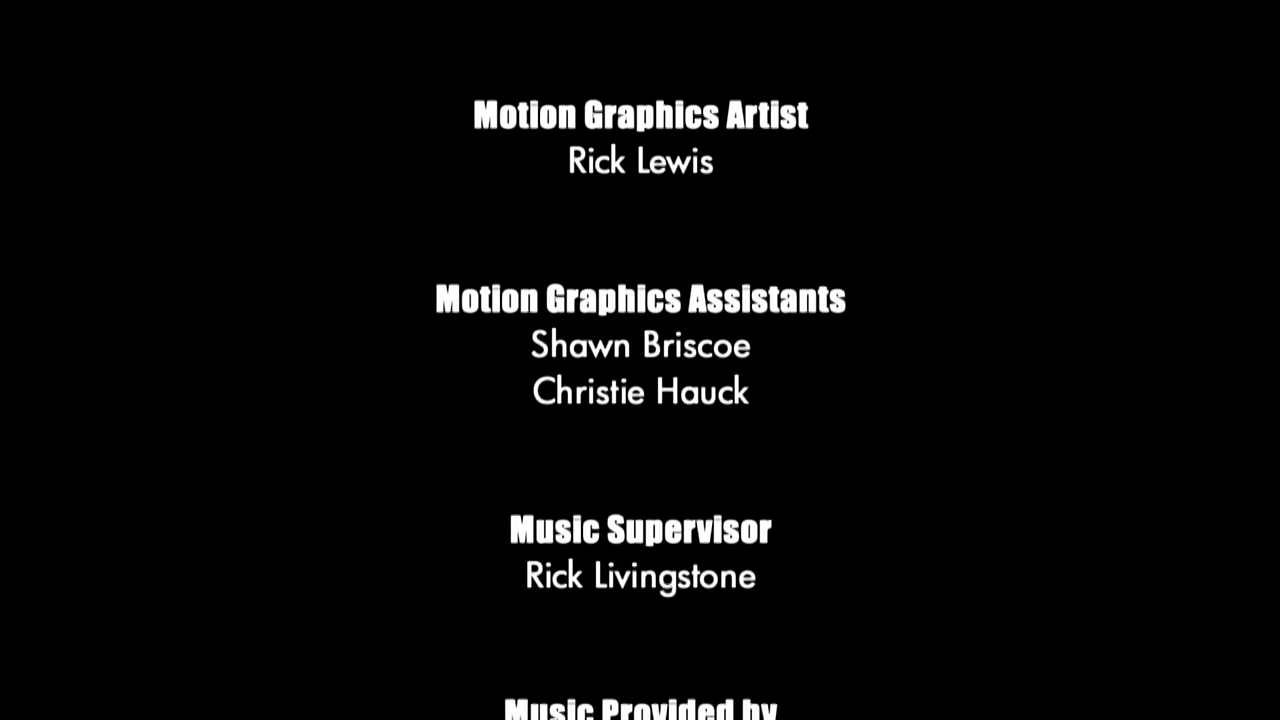 Motion Graphics Artist
Rick Lewis
Motion Graphics Assistants
Shawn Briscoe
Christie Hauck
Music Supervisor
Rick Livingstone
Music Provided by